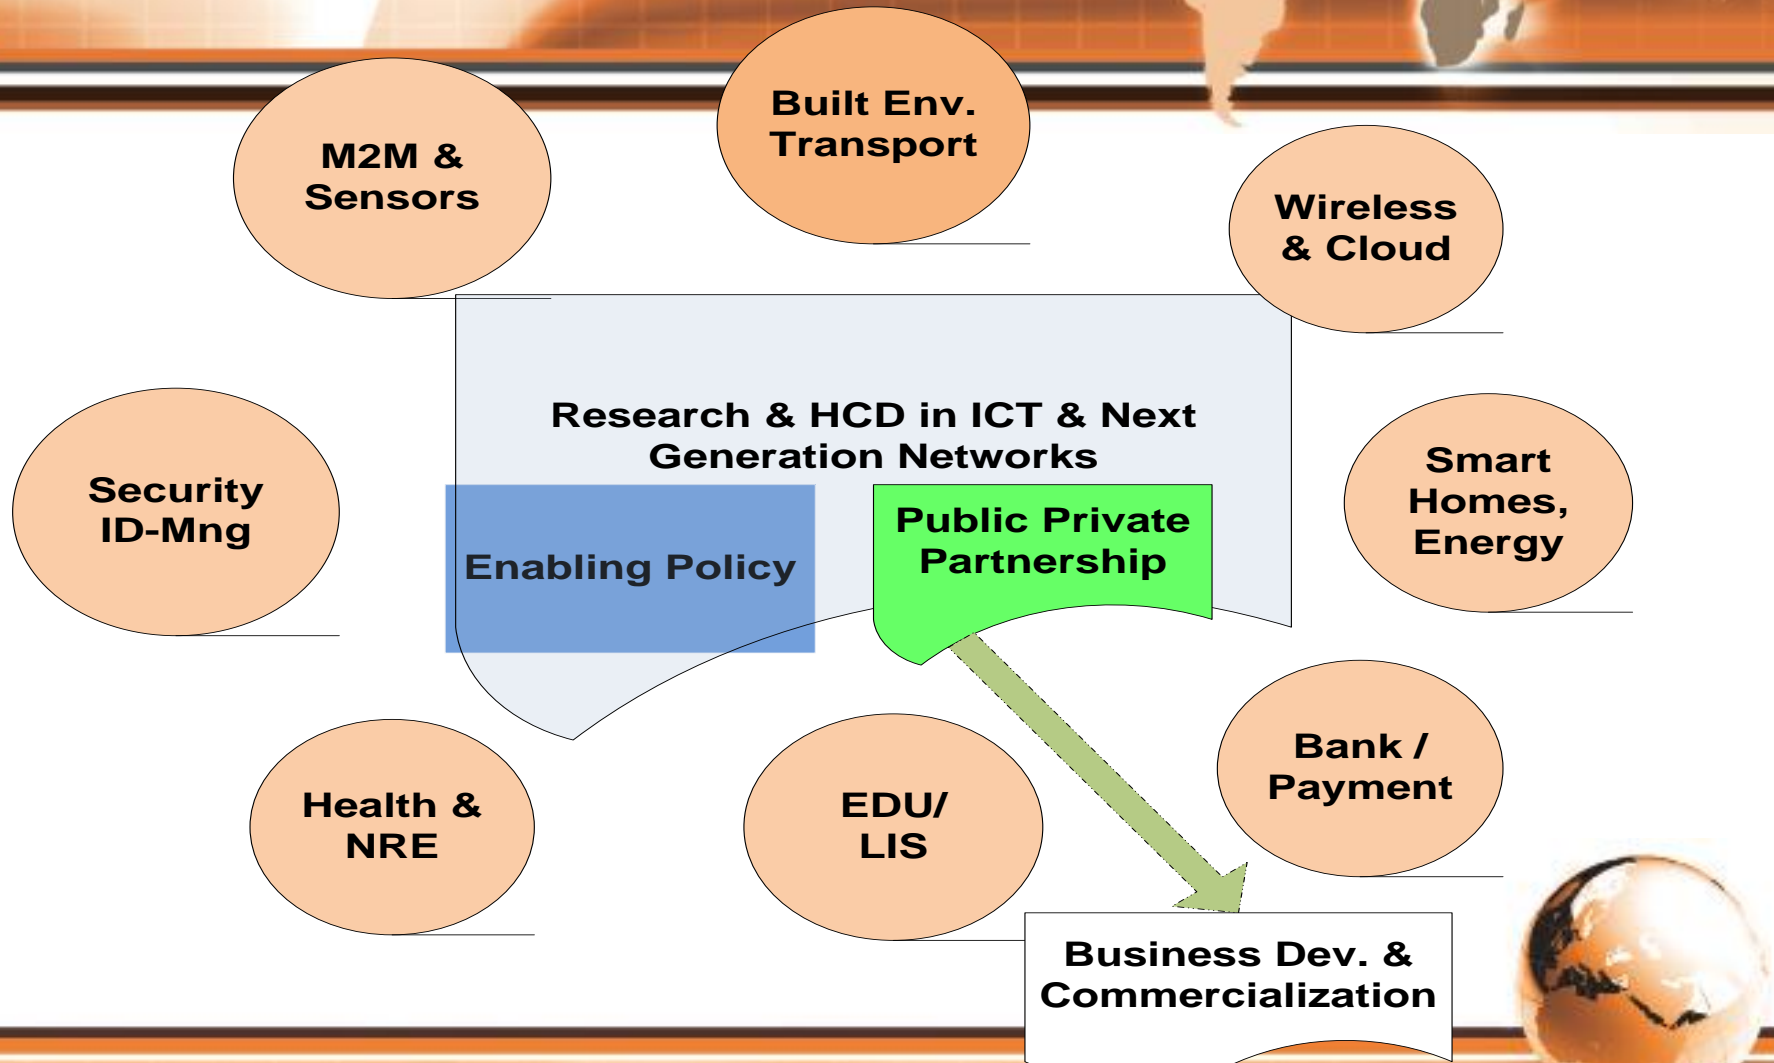 Built Env.
Transport
M2M &
Sensors
Wireless
& Cloud
Research & HCD in ICT & Next
Generation Networks
Security
ID-Mng
Enabling Policy
Public Private
Partnership
Smart
Homes,
Energy
Health &
NRE
EDU/
LIS
Bank /
Payment
Business Dev. &
Commercialization